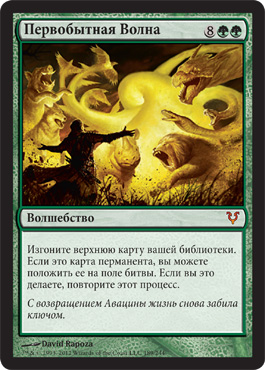 Первобытная Волна 8
Волшебство
Изгоните верхнюю карту вашей библиотеки.
Если это карта перманента, вы можете
положить ее на поле битвы. Если вы это
делаете, повторите этот процесс.
С возвращением Авацины жизнь снова забила
ключом.
David Rapoza